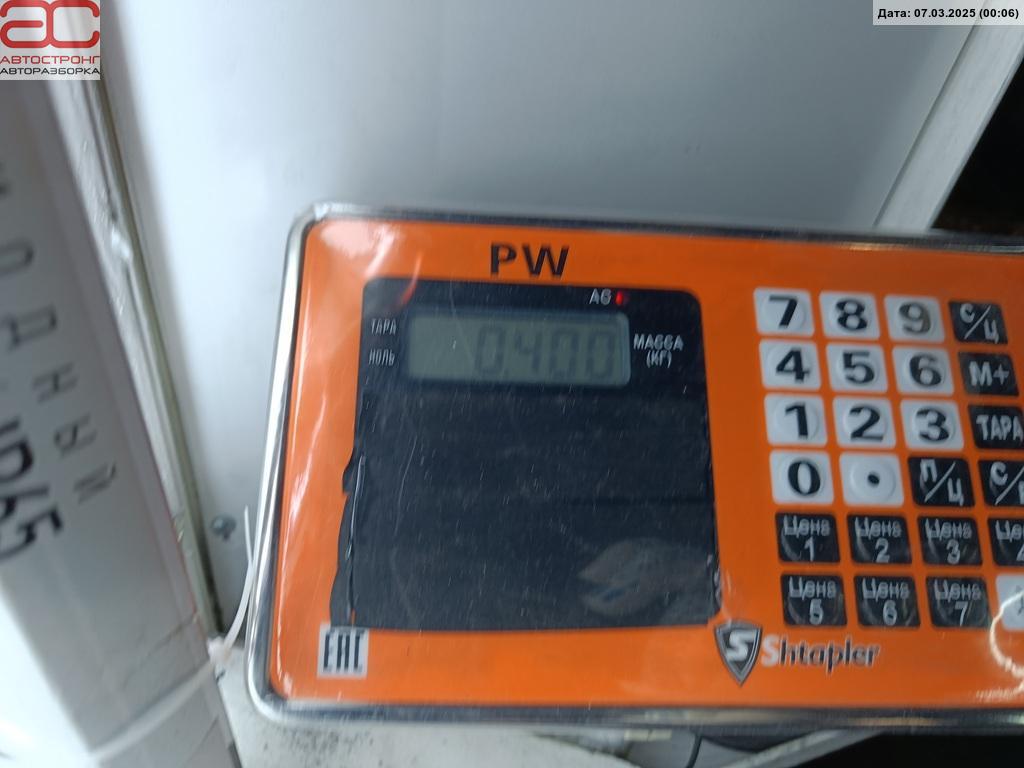 АВТОСТРОНГ
АВТОРАЗБОРКА
Дата: 07.03.2025 (00:06)
IP65
PW
AC
ТАРА
НОЛЬ
0.400
МАССА
(КГ)
7 8 9 С/Ц
4 5 6 М+
1 2 3 ТАРА
0 . П/Ц
Цена 1 Цена 2 Цена 3
Цена 5 Цена 6 Цена 7
EAC
Shtapler